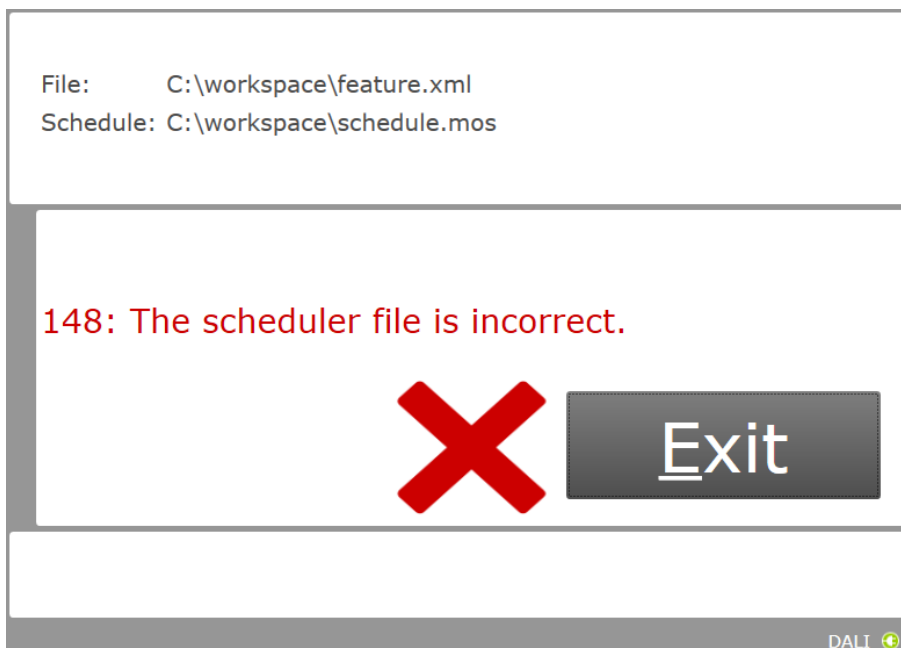 File: C:\workspace\feature.xml
Schedule: C:\workspace\schedule.mos
148: The scheduler file is incorrect.
Exit
DALI